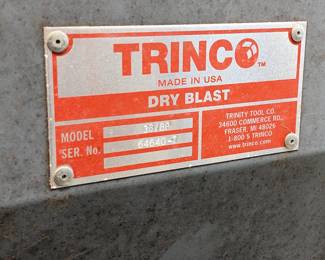 TRINCO TM
MADE IN USA
DRY BLAST
MODEL
SER. No.
TRINITY TOOL CO.
34600 COMMERCE RD.
FRASER, MI 48026
1-800 5 TRINCO
www.trinco.com